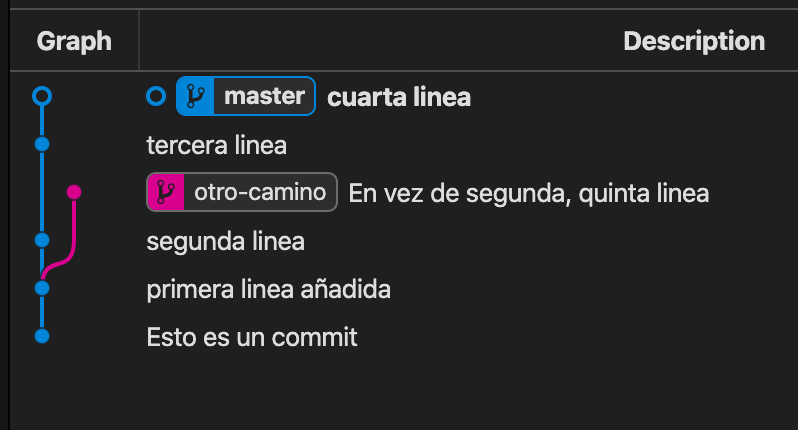 Graph Description
master cuarta linea
tercera linea
otro-camino En vez de segunda, quinta linea
segunda linea
primera linea añadida
Esto es un commit